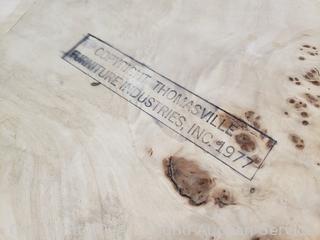 COPYRIGHT THOMASVILLE
FURNITURE INDUSTRIES, INC. 1977